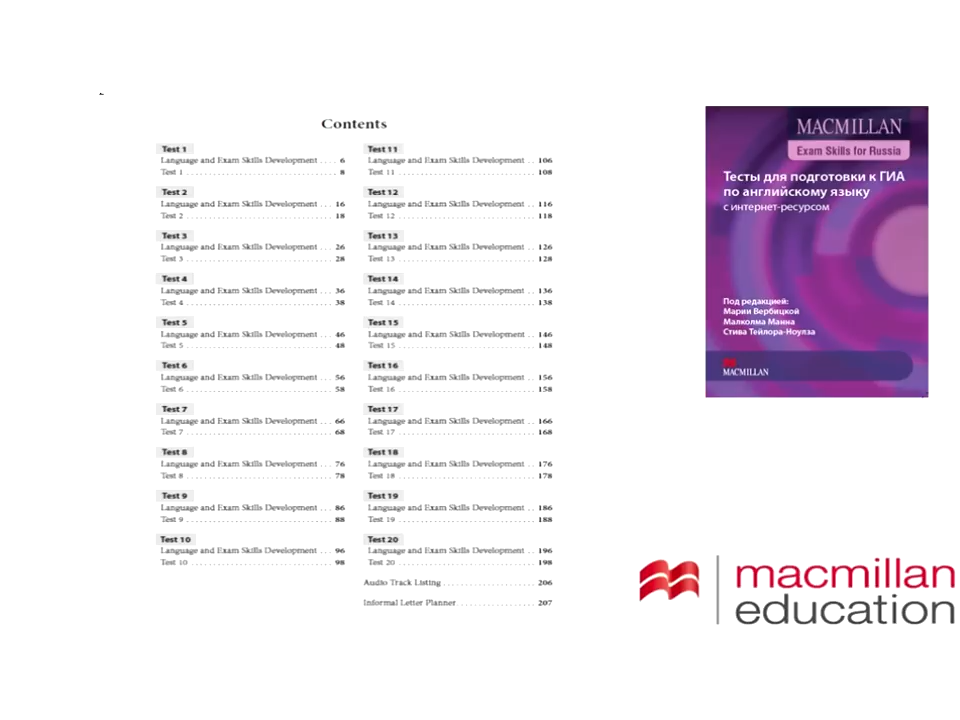 Contents
Test 1
Language and Exam Skills Development .... 6
Test 1 ................................ 8
Test 2
Language and Exam Skills Development ... 16
Test 2 ................................ 18
Test 3
Language and Exam Skills Development ... 26
Test 3 ................................ 28
Test 4
Language and Exam Skills Development ... 36
Test 4 ................................ 38
Test 5
Language and Exam Skills Development ... 46
Test 5 ................................ 48
Test 6
Language and Exam Skills Development ... 56
Test 6 ................................ 58
Test 7
Language and Exam Skills Development ... 66
Test 7 ................................ 68
Test 8
Language and Exam Skills Development ... 76
Test 8 ................................ 78
Test 9
Language and Exam Skills Development ... 86
Test 9 ................................ 88
Test 10
Language and Exam Skills Development ... 96
Test 10 ............................... 98
Test 11
Language and Exam Skills Development .. 106
Test 11 .............................. 108
Test 12
Language and Exam Skills Development .. 116
Test 12 .............................. 118
Test 13
Language and Exam Skills Development .. 126
Test 13 .............................. 128
Test 14
Language and Exam Skills Development .. 136
Test 14 .............................. 138
Test 15
Language and Exam Skills Development .. 146
Test 15 .............................. 148
Test 16
Language and Exam Skills Development .. 156
Test 16 .............................. 158
Test 17
Language and Exam Skills Development .. 166
Test 17 .............................. 168
Test 18
Language and Exam Skills Development .. 176
Test 18 .............................. 178
Test 19
Language and Exam Skills Development .. 186
Test 19 .............................. 188
Test 20
Language and Exam Skills Development .. 196
Test 20 .............................. 198
Audio Track Listing .................... 206
Informal Letter Planner ................. 207
MACMILLAN
Exam Skills for Russia
Тесты для подготовки к ГИА
по английскому языку
с интернет-ресурсом
Под редакцией:
Марии Вербицкой
Малколма Манна
Стива Тейлора-Ноулза
MACMILLAN
macmillan
education